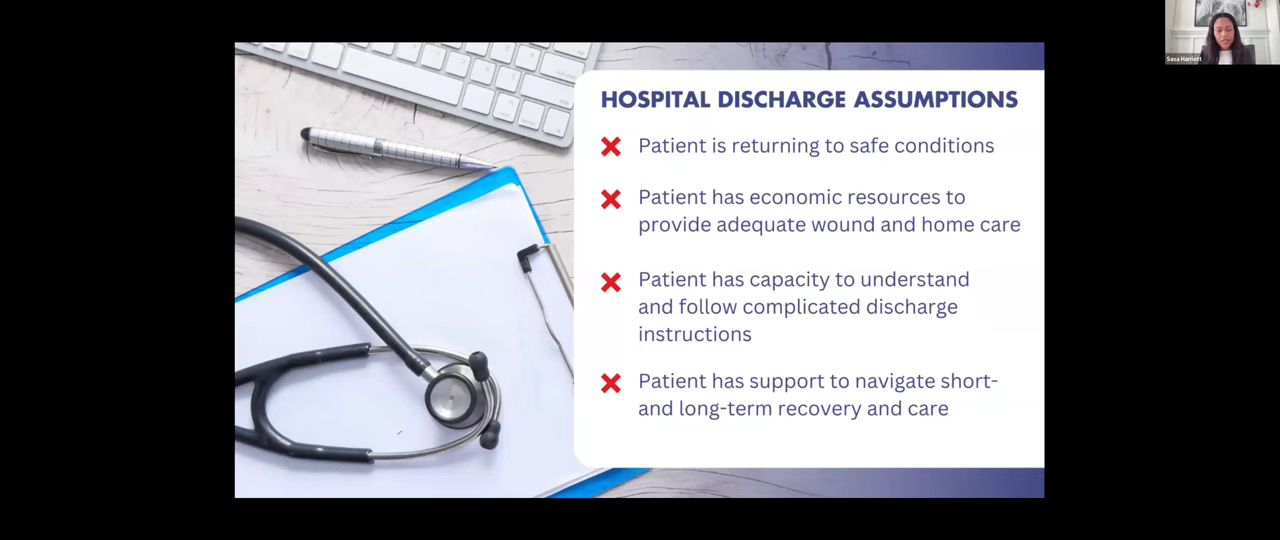 Sasa Harriott
HOSPITAL DISCHARGE ASSUMPTIONS
Patient is returning to safe conditions
Patient has economic resources to
provide adequate wound and home care
Patient has capacity to understand
and follow complicated discharge
instructions
Patient has support to navigate short-
and long-term recovery and care